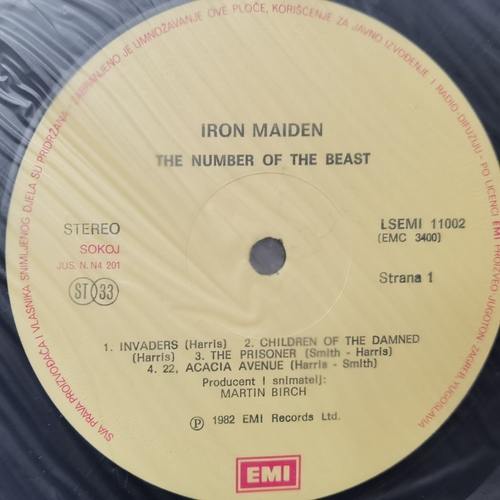 SVA PRAVA PROIZVOĐAČA I VLASNIKA SNIMLJENOG DJELA SU PRIDRŽANA - ZABRANJENO JE UMNOŽAVANJE OVE PLOČE, KORIŠĆENJE ZA JAVNO IZVOĐENJE I RADIO-DIFUZIJU - PO LICENCI EMI PROIZVEO JUGOTON ZAGREB, YUGOSLAVIA
IRON MAIDEN
THE NUMBER OF THE BEAST
STEREO
SOKOJ
JUS. N. N4 201
ST 33
LSEMI 11002
(EMC 3400)
Strana 1
1. INVADERS (Harris) 2. CHILDREN OF THE DAMNED
(Harris) 3. THE PRISONER (Smith - Harris)
4. 22, ACACIA AVENUE (Harris - Smith)
Producent i snimatelj:
MARTIN BIRCH
Ⓟ 1982 EMI Records Ltd.
EMI